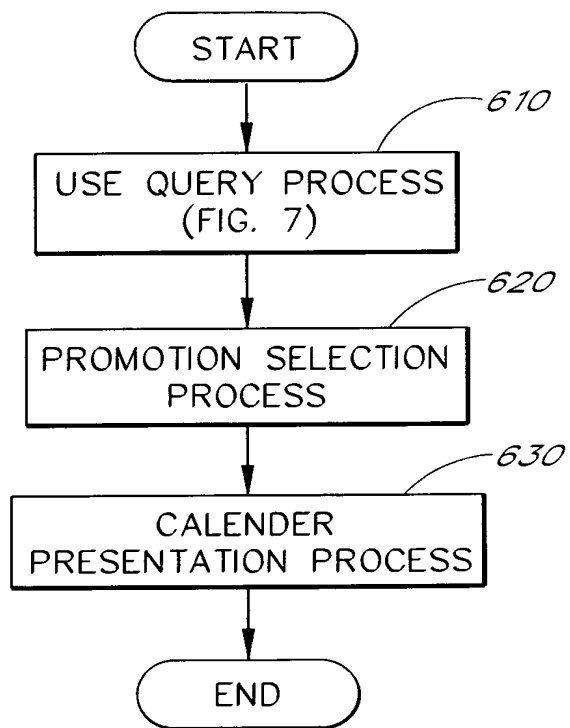 START
610
USE QUERY PROCESS
(FIG. 7)
620
PROMOTION SELECTION
PROCESS
630
CALENDER
PRESENTATION PROCESS
END